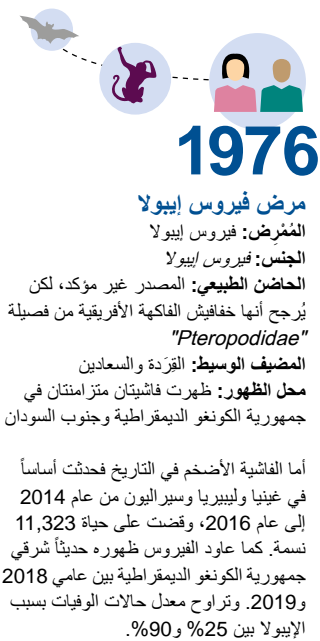 1976
مرض فيروس إيبولا
المُمْرِض: فيروس إيبولا
الجنس: فيروس إيبولا
الحاضن الطبيعي: المصدر غير مؤكد، لكن
يُرجح أنها خفافيش الفاكهة الأفريقية من فصيلة
"Pteropodidae"
المضيف الوسيط: القِرَدة والسعادين
محل الظهور: ظهرت فاشيتان متزامنتان في
جمهورية الكونغو الديمقراطية وجنوب السودان
أما الفاشية الأضخم في التاريخ فحدثت أساساً
في غينيا وليبيريا وسيراليون من عام 2014
إلى عام 2016، وقضت على حياة 11,323
نسمة. كما عاود الفيروس ظهوره حديثاً شرقي
جمهورية الكونغو الديمقراطية بين عامي 2018
و2019. وتراوح معدل حالات الوفيات بسبب
الإيبولا بين 25% و90%.